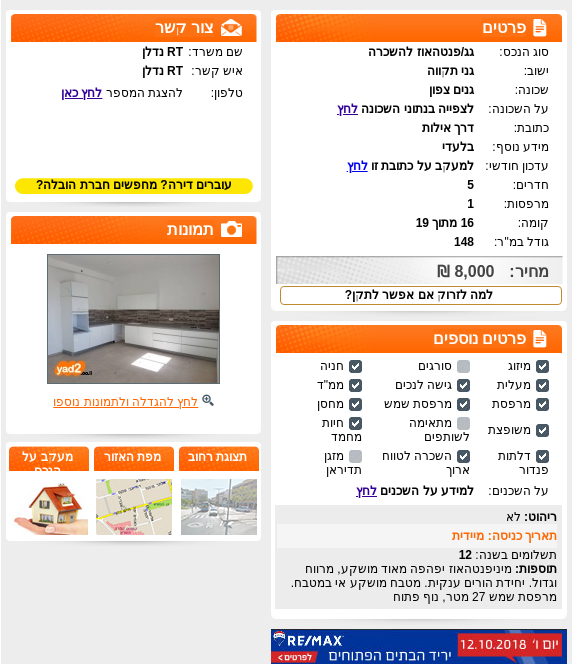 פרטים
סוג הנכס: גג/פנטהאוז להשכרה
ישוב: גני תקווה
שכונה: גנים צפון
על השכונה: לצפייה בנתוני השכונה לחץ
כתובת: דרך אילות
מידע נוסף: בלעדי
עדכון חודשי: למעקב על כתובת זו לחץ
חדרים: 5
מרפסות: 1
קומה: 16 מתוך 19
גודל במ"ר: 148
מחיר: 8,000 ₪
למה לזרוק אם אפשר לתקן?
פרטים נוספים
מיזוג סורגים חניה
מעלית גישה לנכים ממ"ד
מרפסת מרפסת שמש מחסן
משופצת מתאימה לשותפים חיות מחמד
דלתות פנדור השכרה לטווח ארוך מזגן תדיראן
על השכנים: למידע על השכנים לחץ
ריהוט: לא
תאריך כניסה: מיידית
תשלומים בשנה: 12
תוספות: מיניפנטהאוז יפהפה מאוד מושקע, מרווח
וגדול. יחידת הורים ענקית. מטבח מושקע אי במטבח.
מרפסת שמש 27 מטר, נוף פתוח
יום ו' 12.10.2018
RE/MAX
יריד הבתים הפתוחים
לפרטים >
צור קשר
שם משרד: RT נדלן
איש קשר: RT נדלן
טלפון: להצגת המספר לחץ כאן
עוברים דירה? מחפשים חברת הובלה?
תמונות
yad2
לחץ להגדלה ולתמונות נוספו
תצוגת רחוב
מפת האזור
מעקב על
הנכס